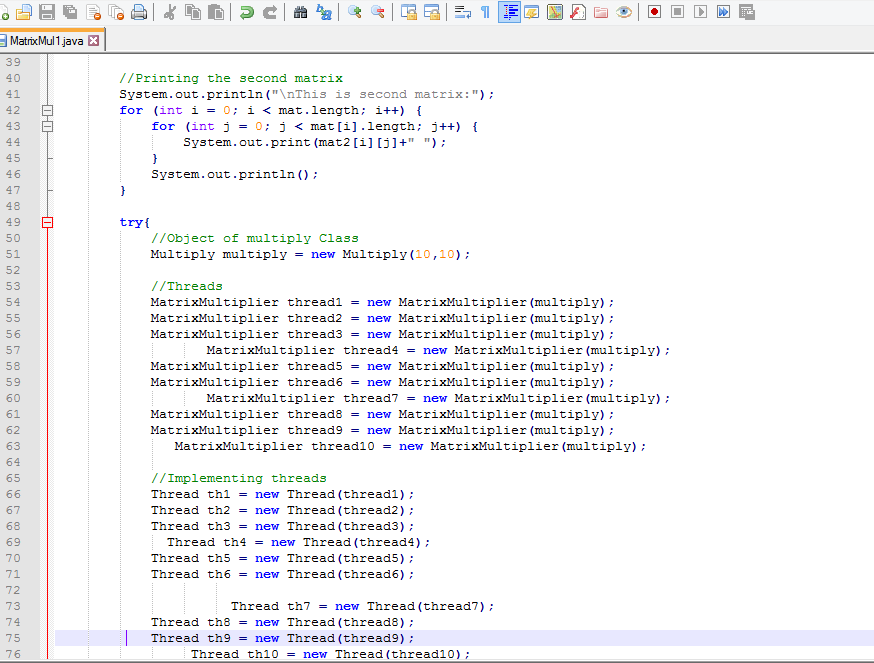 MatrixMul1.java
39
40 //Printing the second matrix
41 System.out.println("\nThis is second matrix:");
42 for (int i = 0; i < mat.length; i++) {
43 for (int j = 0; j < mat[i].length; j++) {
44 System.out.print(mat2[i][j]+" ");
45 }
46 System.out.println();
47 }
48
49 try{
50 //Object of multiply Class
51 Multiply multiply = new Multiply(10,10);
52
53 //Threads
54 MatrixMultiplier thread1 = new MatrixMultiplier(multiply);
55 MatrixMultiplier thread2 = new MatrixMultiplier(multiply);
56 MatrixMultiplier thread3 = new MatrixMultiplier(multiply);
57 MatrixMultiplier thread4 = new MatrixMultiplier(multiply);
58 MatrixMultiplier thread5 = new MatrixMultiplier(multiply);
59 MatrixMultiplier thread6 = new MatrixMultiplier(multiply);
60 MatrixMultiplier thread7 = new MatrixMultiplier(multiply);
61 MatrixMultiplier thread8 = new MatrixMultiplier(multiply);
62 MatrixMultiplier thread9 = new MatrixMultiplier(multiply);
63 MatrixMultiplier thread10 = new MatrixMultiplier(multiply);
64
65 //Implementing threads
66 Thread th1 = new Thread(thread1);
67 Thread th2 = new Thread(thread2);
68 Thread th3 = new Thread(thread3);
69 Thread th4 = new Thread(thread4);
70 Thread th5 = new Thread(thread5);
71 Thread th6 = new Thread(thread6);
72
73 Thread th7 = new Thread(thread7);
74 Thread th8 = new Thread(thread8);
75 Thread th9 = new Thread(thread9);
76 Thread th10 = new Thread(thread10);